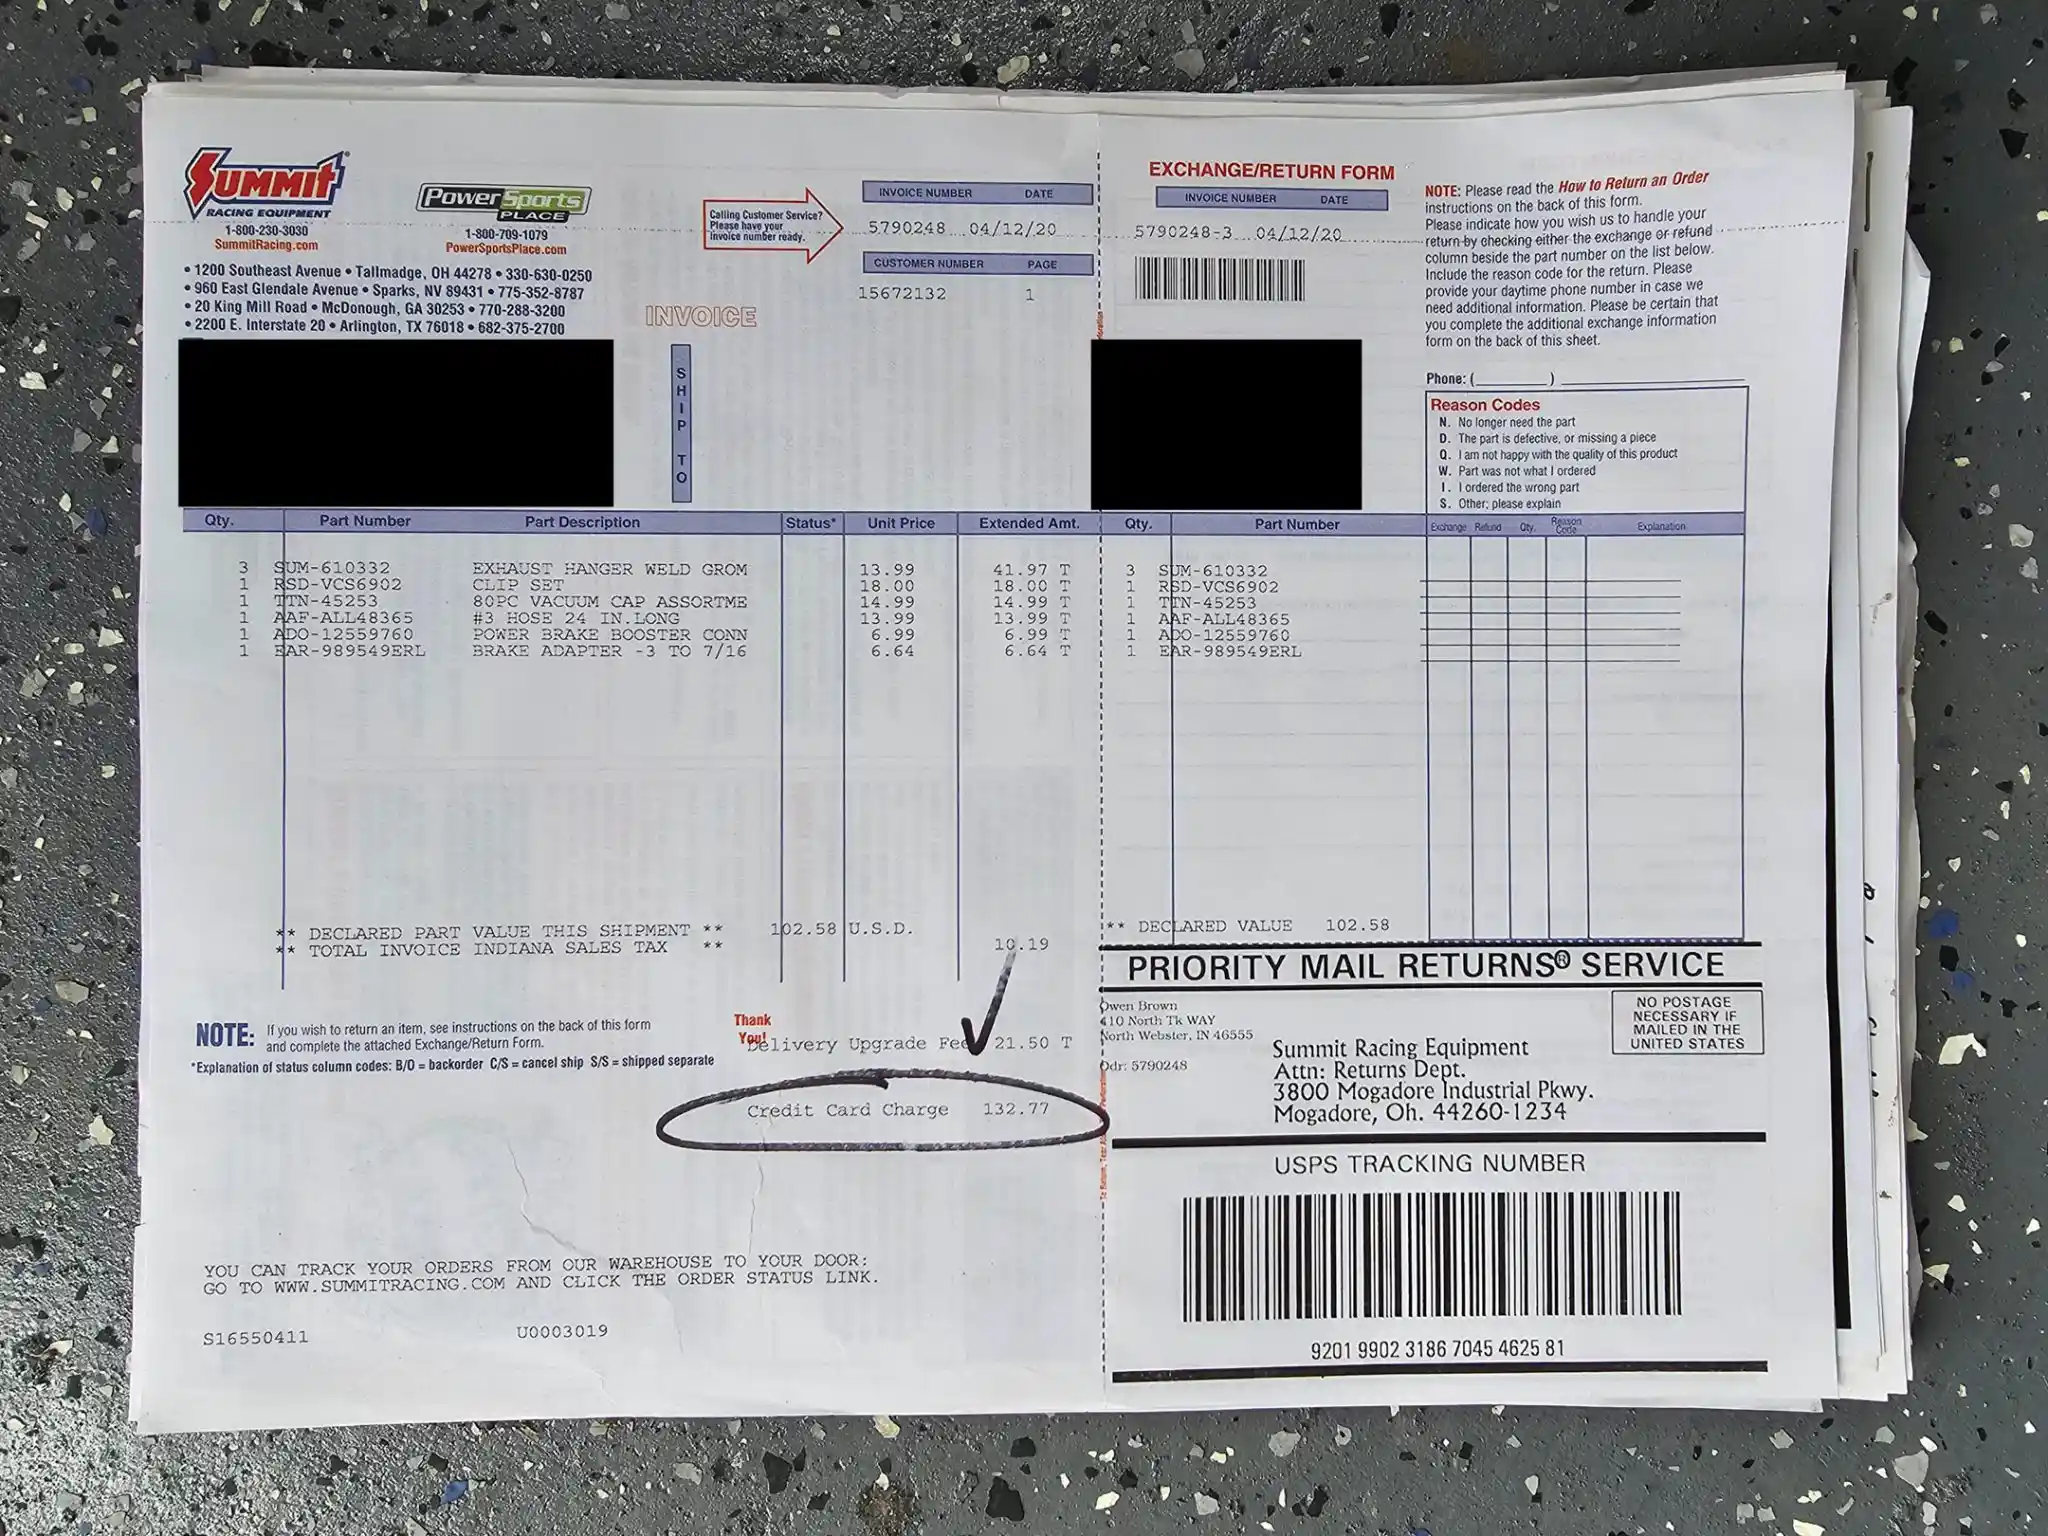 SUMMIT
RACING EQUIPMENT
1-800-230-3030
SummitRacing.com
PowerSports
PLACE
1-800-709-1079
PowerSportsPlace.com
• 1200 Southeast Avenue • Tallmadge, OH 44278 • 330-630-0250
• 960 East Glendale Avenue • Sparks, NV 89431 • 775-352-8787
• 20 King Mill Road • McDonough, GA 30253 • 770-288-3200
• 2200 E. Interstate 20 • Arlington, TX 76018 • 682-375-2700
INVOICE
Calling Customer Service?
Please have your
invoice number ready.
INVOICE NUMBER DATE
5790248 04/12/20
CUSTOMER NUMBER PAGE
15672132 1
SHIP TO
Qty. Part Number Part Description Status* Unit Price Extended Amt.
3 SUM-610332 EXHAUST HANGER WELD GROM 13.99 41.97 T
1 RSD-VCS6902 CLIP SET 18.00 18.00 T
1 TTN-45253 80PC VACUUM CAP ASSORTME 14.99 14.99 T
1 AAF-ALL48365 #3 HOSE 24 IN.LONG 13.99 13.99 T
1 ADO-12559760 POWER BRAKE BOOSTER CONN 6.99 6.99 T
1 EAR-989549ERL BRAKE ADAPTER -3 TO 7/16 6.64 6.64 T
** DECLARED PART VALUE THIS SHIPMENT ** 102.58 U.S.D.
** TOTAL INVOICE INDIANA SALES TAX ** 10.19
NOTE: If you wish to return an item, see instructions on the back of this form
and complete the attached Exchange/Return Form.
*Explanation of status column codes: B/O = backorder C/S = cancel ship S/S = shipped separate
Thank
You!
Delivery Upgrade Fee 21.50 T
Credit Card Charge 132.77
YOU CAN TRACK YOUR ORDERS FROM OUR WAREHOUSE TO YOUR DOOR:
GO TO WWW.SUMMITRACING.COM AND CLICK THE ORDER STATUS LINK.
S16550411 U0003019
EXCHANGE/RETURN FORM
INVOICE NUMBER DATE
5790248-3 04/12/20
NOTE: Please read the How to Return an Order
instructions on the back of this form.
Please indicate how you wish us to handle your
return by checking either the exchange or refund
column beside the part number on the list below.
Include the reason code for the return. Please
provide your daytime phone number in case we
need additional information. Please be certain that
you complete the additional exchange information
form on the back of this sheet.
Phone: (________) ____________________
Reason Codes
N. No longer need the part
D. The part is defective, or missing a piece
Q. I am not happy with the quality of this product
W. Part was not what I ordered
I. I ordered the wrong part
S. Other; please explain
Qty. Part Number Exchange Refund Qty. Reason Code Explanation
3 SUM-610332
1 RSD-VCS6902
1 TTN-45253
1 AAF-ALL48365
1 ADO-12559760
1 EAR-989549ERL
** DECLARED VALUE 102.58
PRIORITY MAIL RETURNS® SERVICE
Owen Brown
410 North Tk WAY
North Webster, IN 46555
Odr: 5790248
NO POSTAGE
NECESSARY IF
MAILED IN THE
UNITED STATES
Summit Racing Equipment
Attn: Returns Dept.
3800 Mogadore Industrial Pkwy.
Mogadore, Oh. 44260-1234
USPS TRACKING NUMBER
9201 9902 3186 7045 4625 81